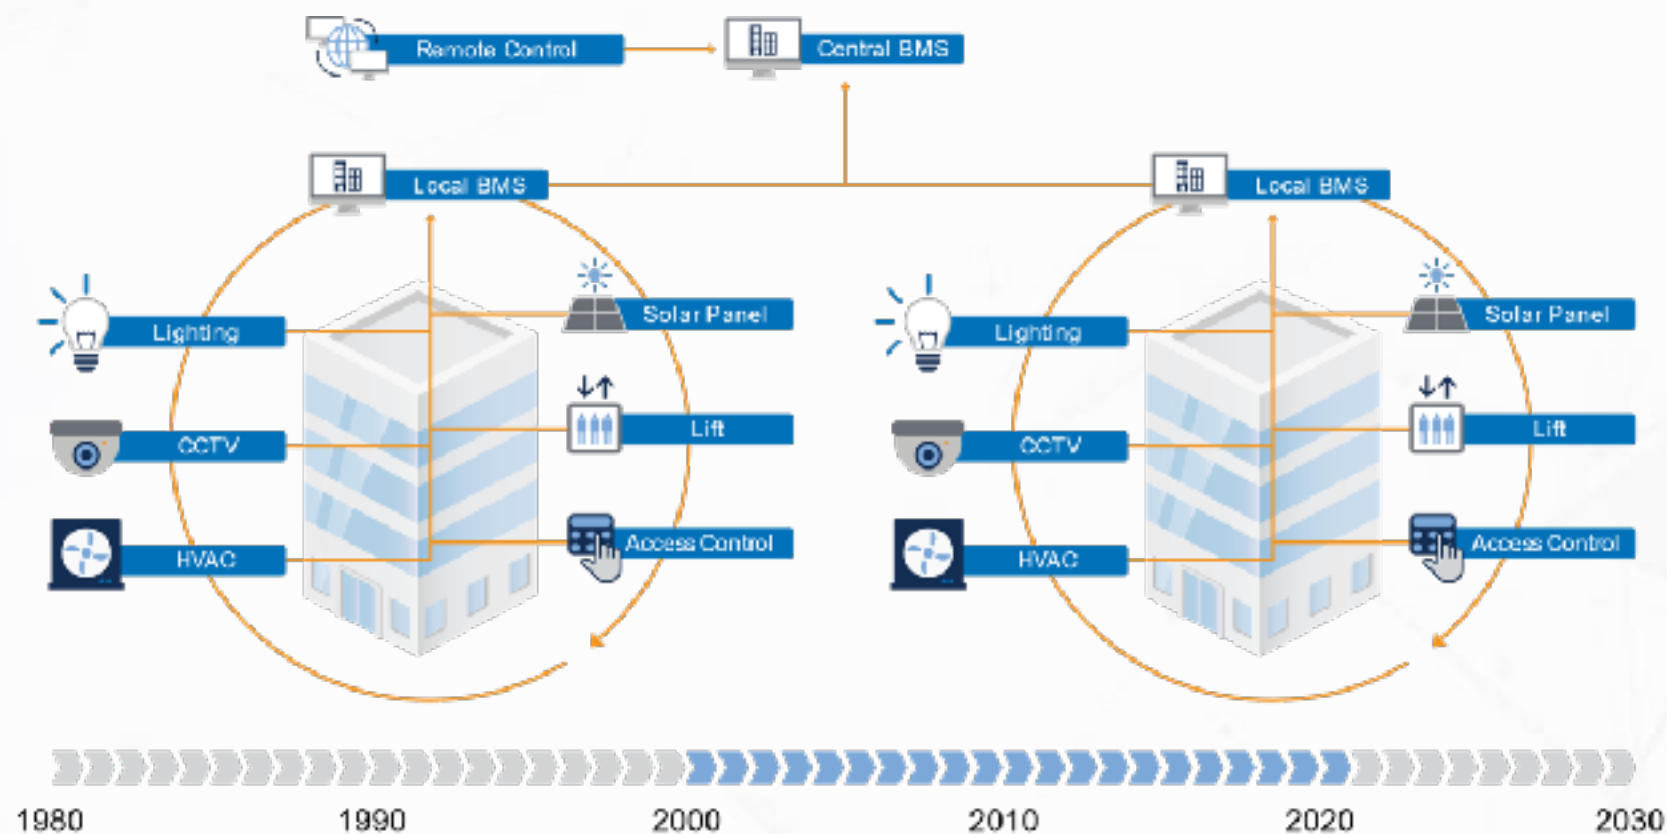 Remote Control
Central BMS
Local BMS
Local BMS
Lighting
Solar Panel
Lighting
Solar Panel
CCTV
Lift
CCTV
Lift
HVAC
Access Control
HVAC
Access Control
1980
1990
2000
2010
2020
2030